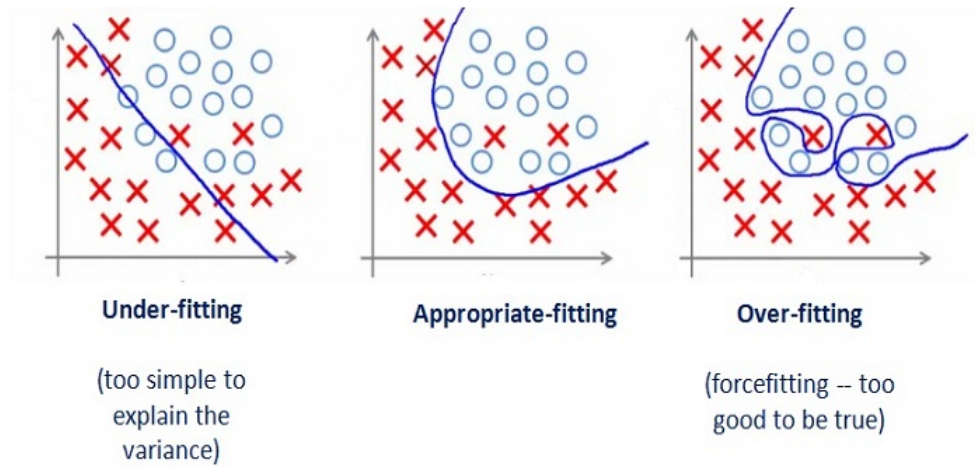 Under-fitting
Appropriate-fitting
Over-fitting
(too simple to
explain the
variance)
(forcefitting -- too
good to be true)